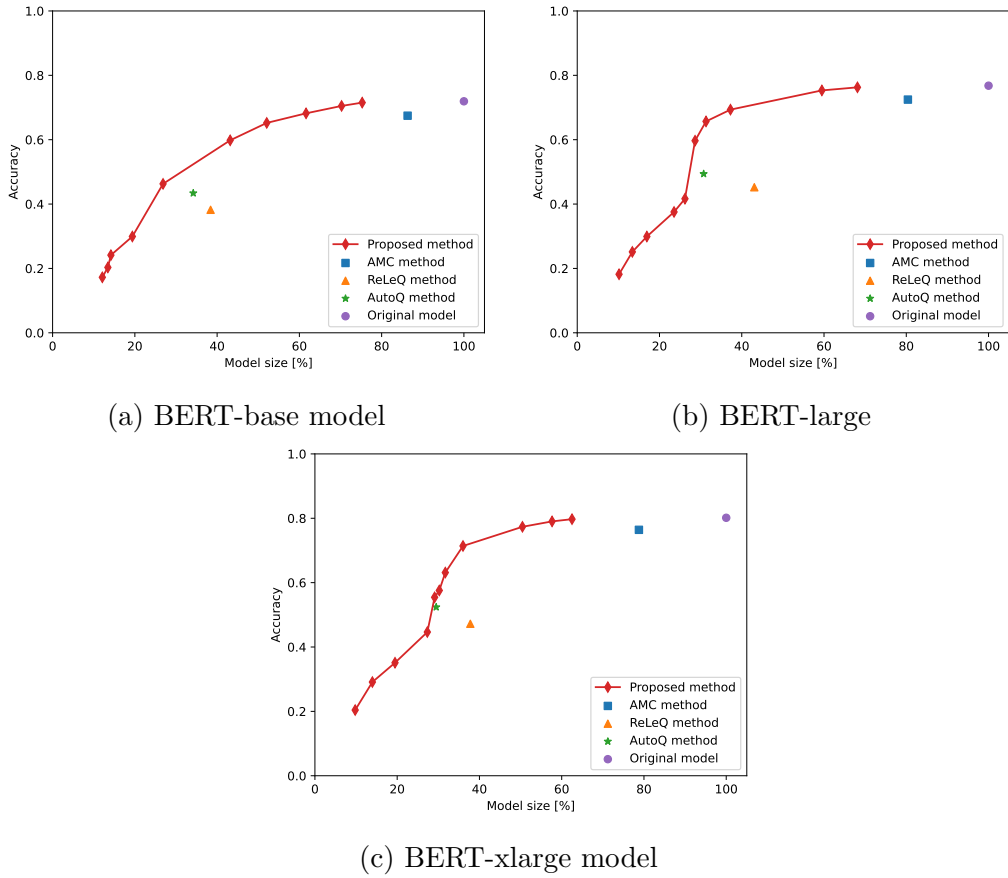 1.0
0.8
0.6
0.4
0.2
0.0
Accuracy
0 20 40 60 80 100
Model size [%]
Proposed method
AMC method
ReLeQ method
AutoQ method
Original model
(a) BERT-base model
1.0
0.8
0.6
0.4
0.2
0.0
Accuracy
0 20 40 60 80 100
Model size [%]
Proposed method
AMC method
ReLeQ method
AutoQ method
Original model
(b) BERT-large
1.0
0.8
0.6
0.4
0.2
0.0
Accuracy
0 20 40 60 80 100
Model size [%]
Proposed method
AMC method
ReLeQ method
AutoQ method
Original model
(c) BERT-xlarge model